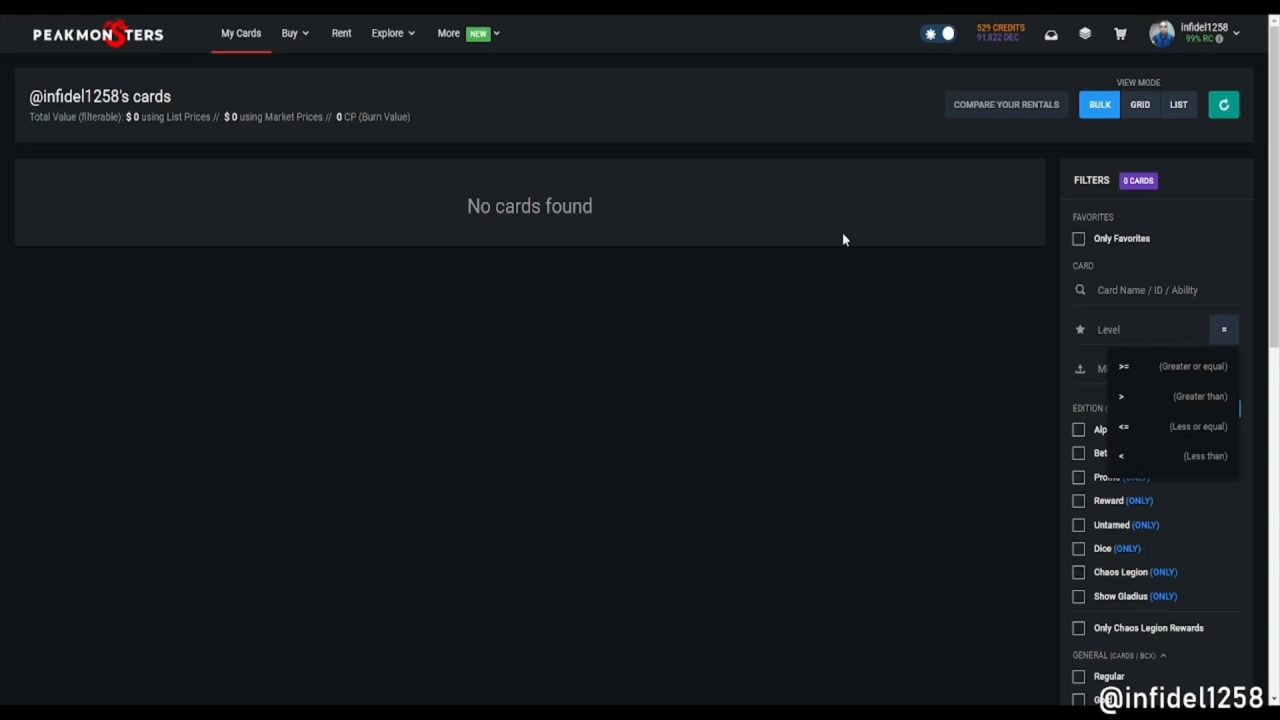 PEAKMONSTERS
My Cards
Buy
Rent
Explore
More NEW
529 CREDITS
91,822 DEC
infidel1258
99% RC
@infidel1258's cards
Total Value (filterable): $ 0 using List Prices // $ 0 using Market Prices // 0 CP (Burn Value)
COMPARE YOUR RENTALS
VIEW MODE
BULK GRID LIST
No cards found
FILTERS 0 CARDS
FAVORITES
Only Favorites
CARD
Card Name / ID / Ability
Level =
>= (Greater or equal)
> (Greater than)
<= (Less or equal)
< (Less than)
EDITION
Reward (ONLY)
Untamed (ONLY)
Dice (ONLY)
Chaos Legion (ONLY)
Show Gladius (ONLY)
Only Chaos Legion Rewards
GENERAL (CARDS / BCX)
Regular
@infidel1258